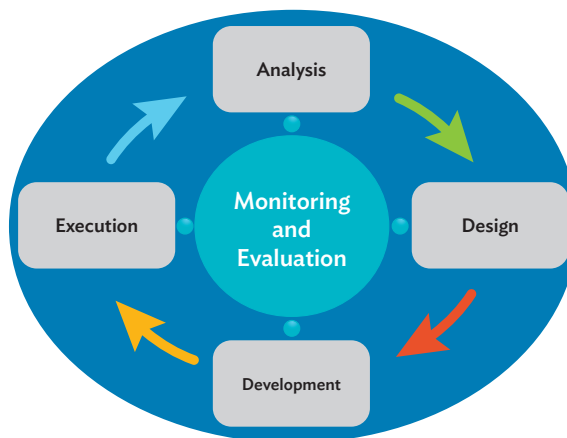 Analysis
Monitoring
and
Evaluation
Execution
Design
Development